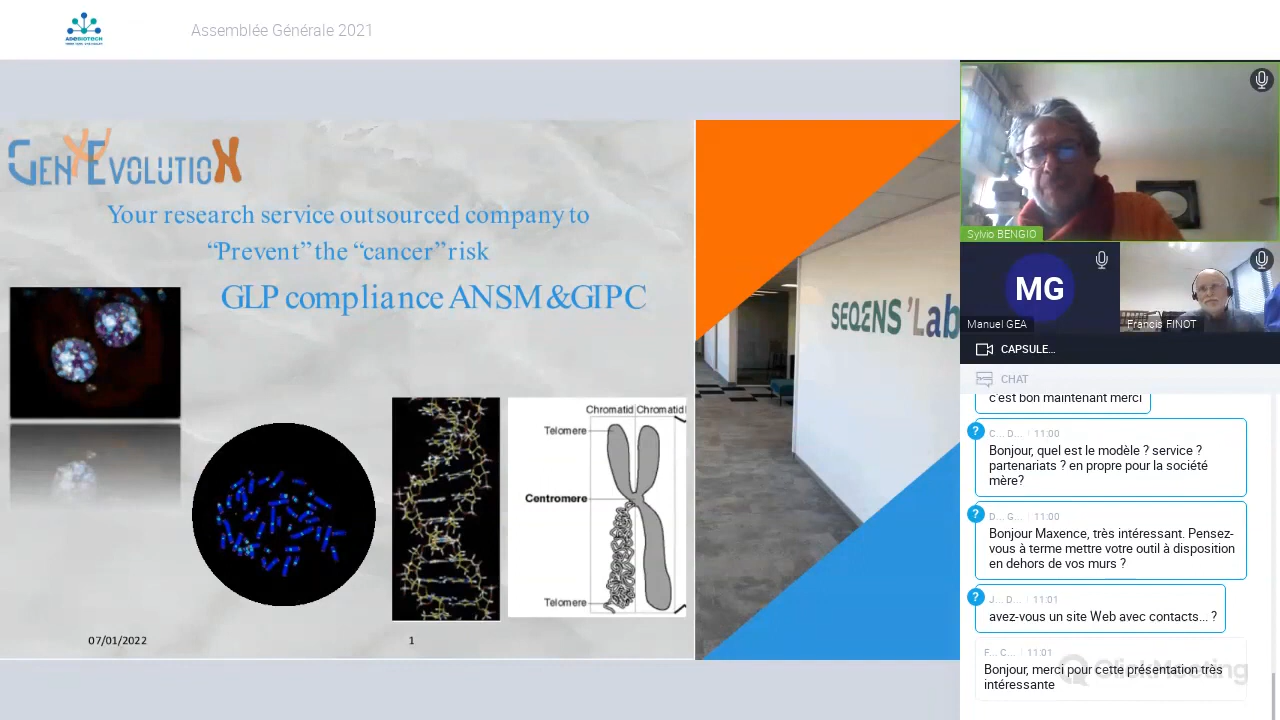 ADEBIOTECH
Assemblée Générale 2021
GENXEVOLUTION
Your research service outsourced company to
“Prevent” the “cancer” risk
GLP compliance ANSM &GIPC
Chromatid Chromatid
Telomere
Centromere
Telomere
07/01/2022
1
SEQENS 'Lab
Sylvio BENGIO
MG
Manuel GEA
Francis FINOT
CAPSULE...
CHAT
c'est bon maintenant merci
?
C... D... 11:00
Bonjour, quel est le modèle ? service ?
partenariats ? en propre pour la société
mère?
?
D... G... 11:00
Bonjour Maxence, très intéressant. Pensez-
vous à terme mettre votre outil à disposition
en dehors de vos murs ?
?
J... D... 11:01
avez-vous un site Web avec contacts... ?
F... C... 11:01
Bonjour, merci pour cette présentation très
intéressante
ClickMeeting